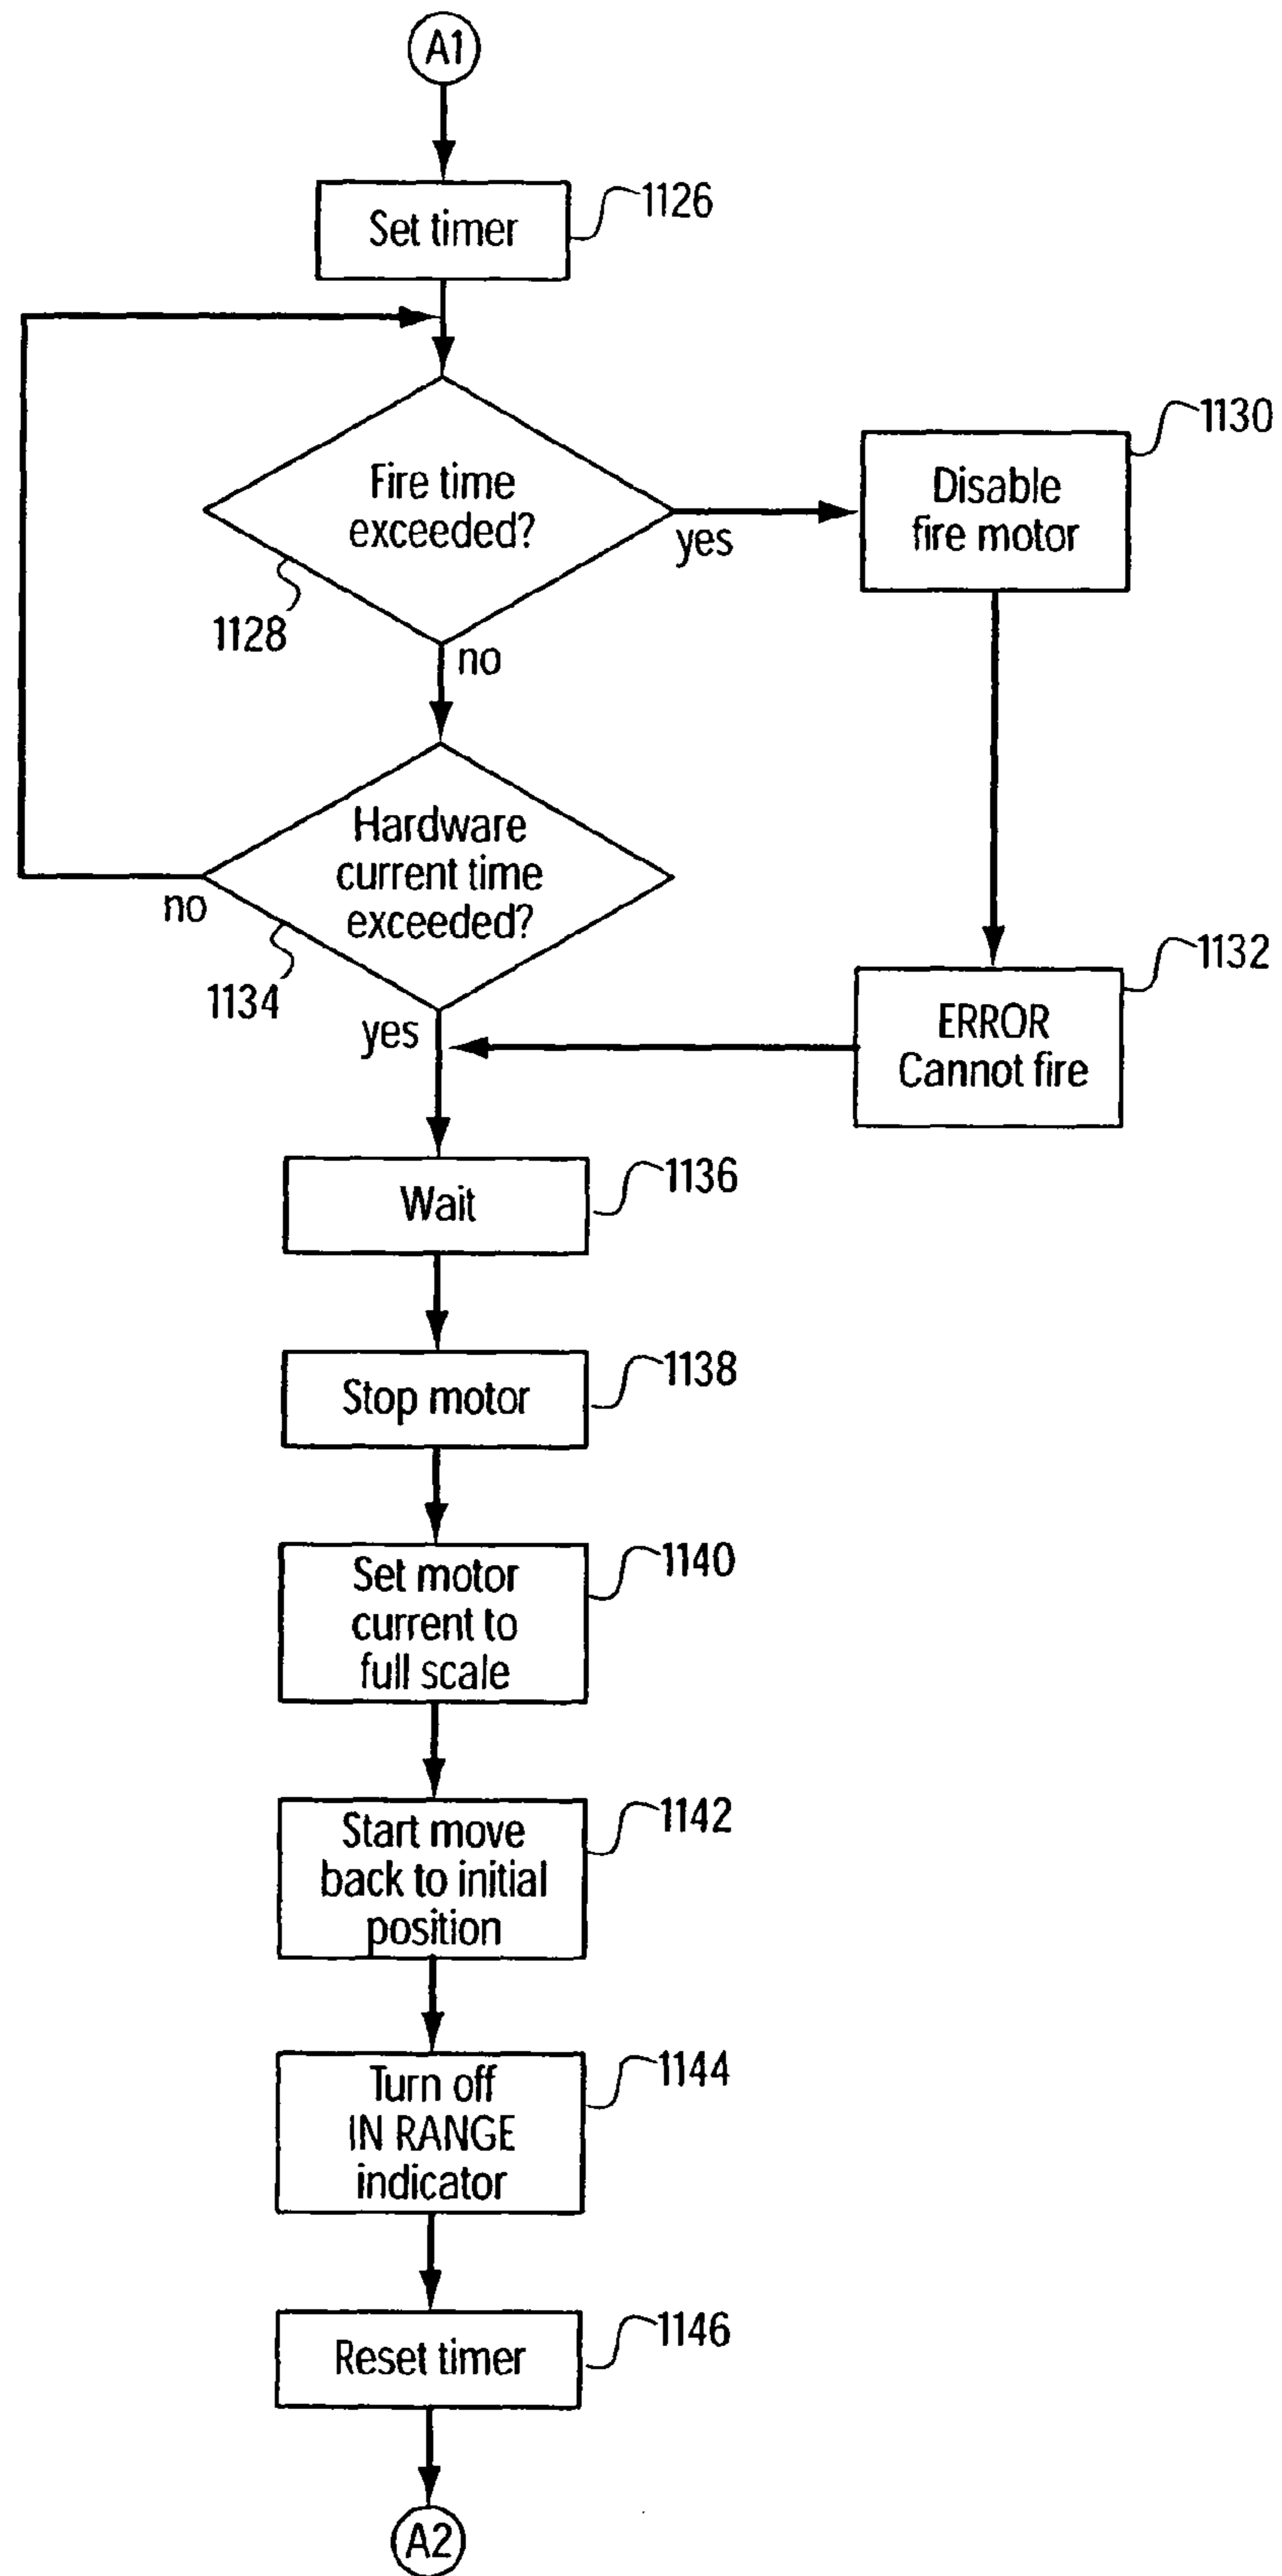 A1
Set timer
1126
Fire time
exceeded?
1128
yes
no
Disable
fire motor
1130
Hardware
current time
exceeded?
1134
no
yes
ERROR
Cannot fire
1132
Wait
1136
Stop motor
1138
Set motor
current to
full scale
1140
Start move
back to initial
position
1142
Turn off
IN RANGE
indicator
1144
Reset timer
1146
A2